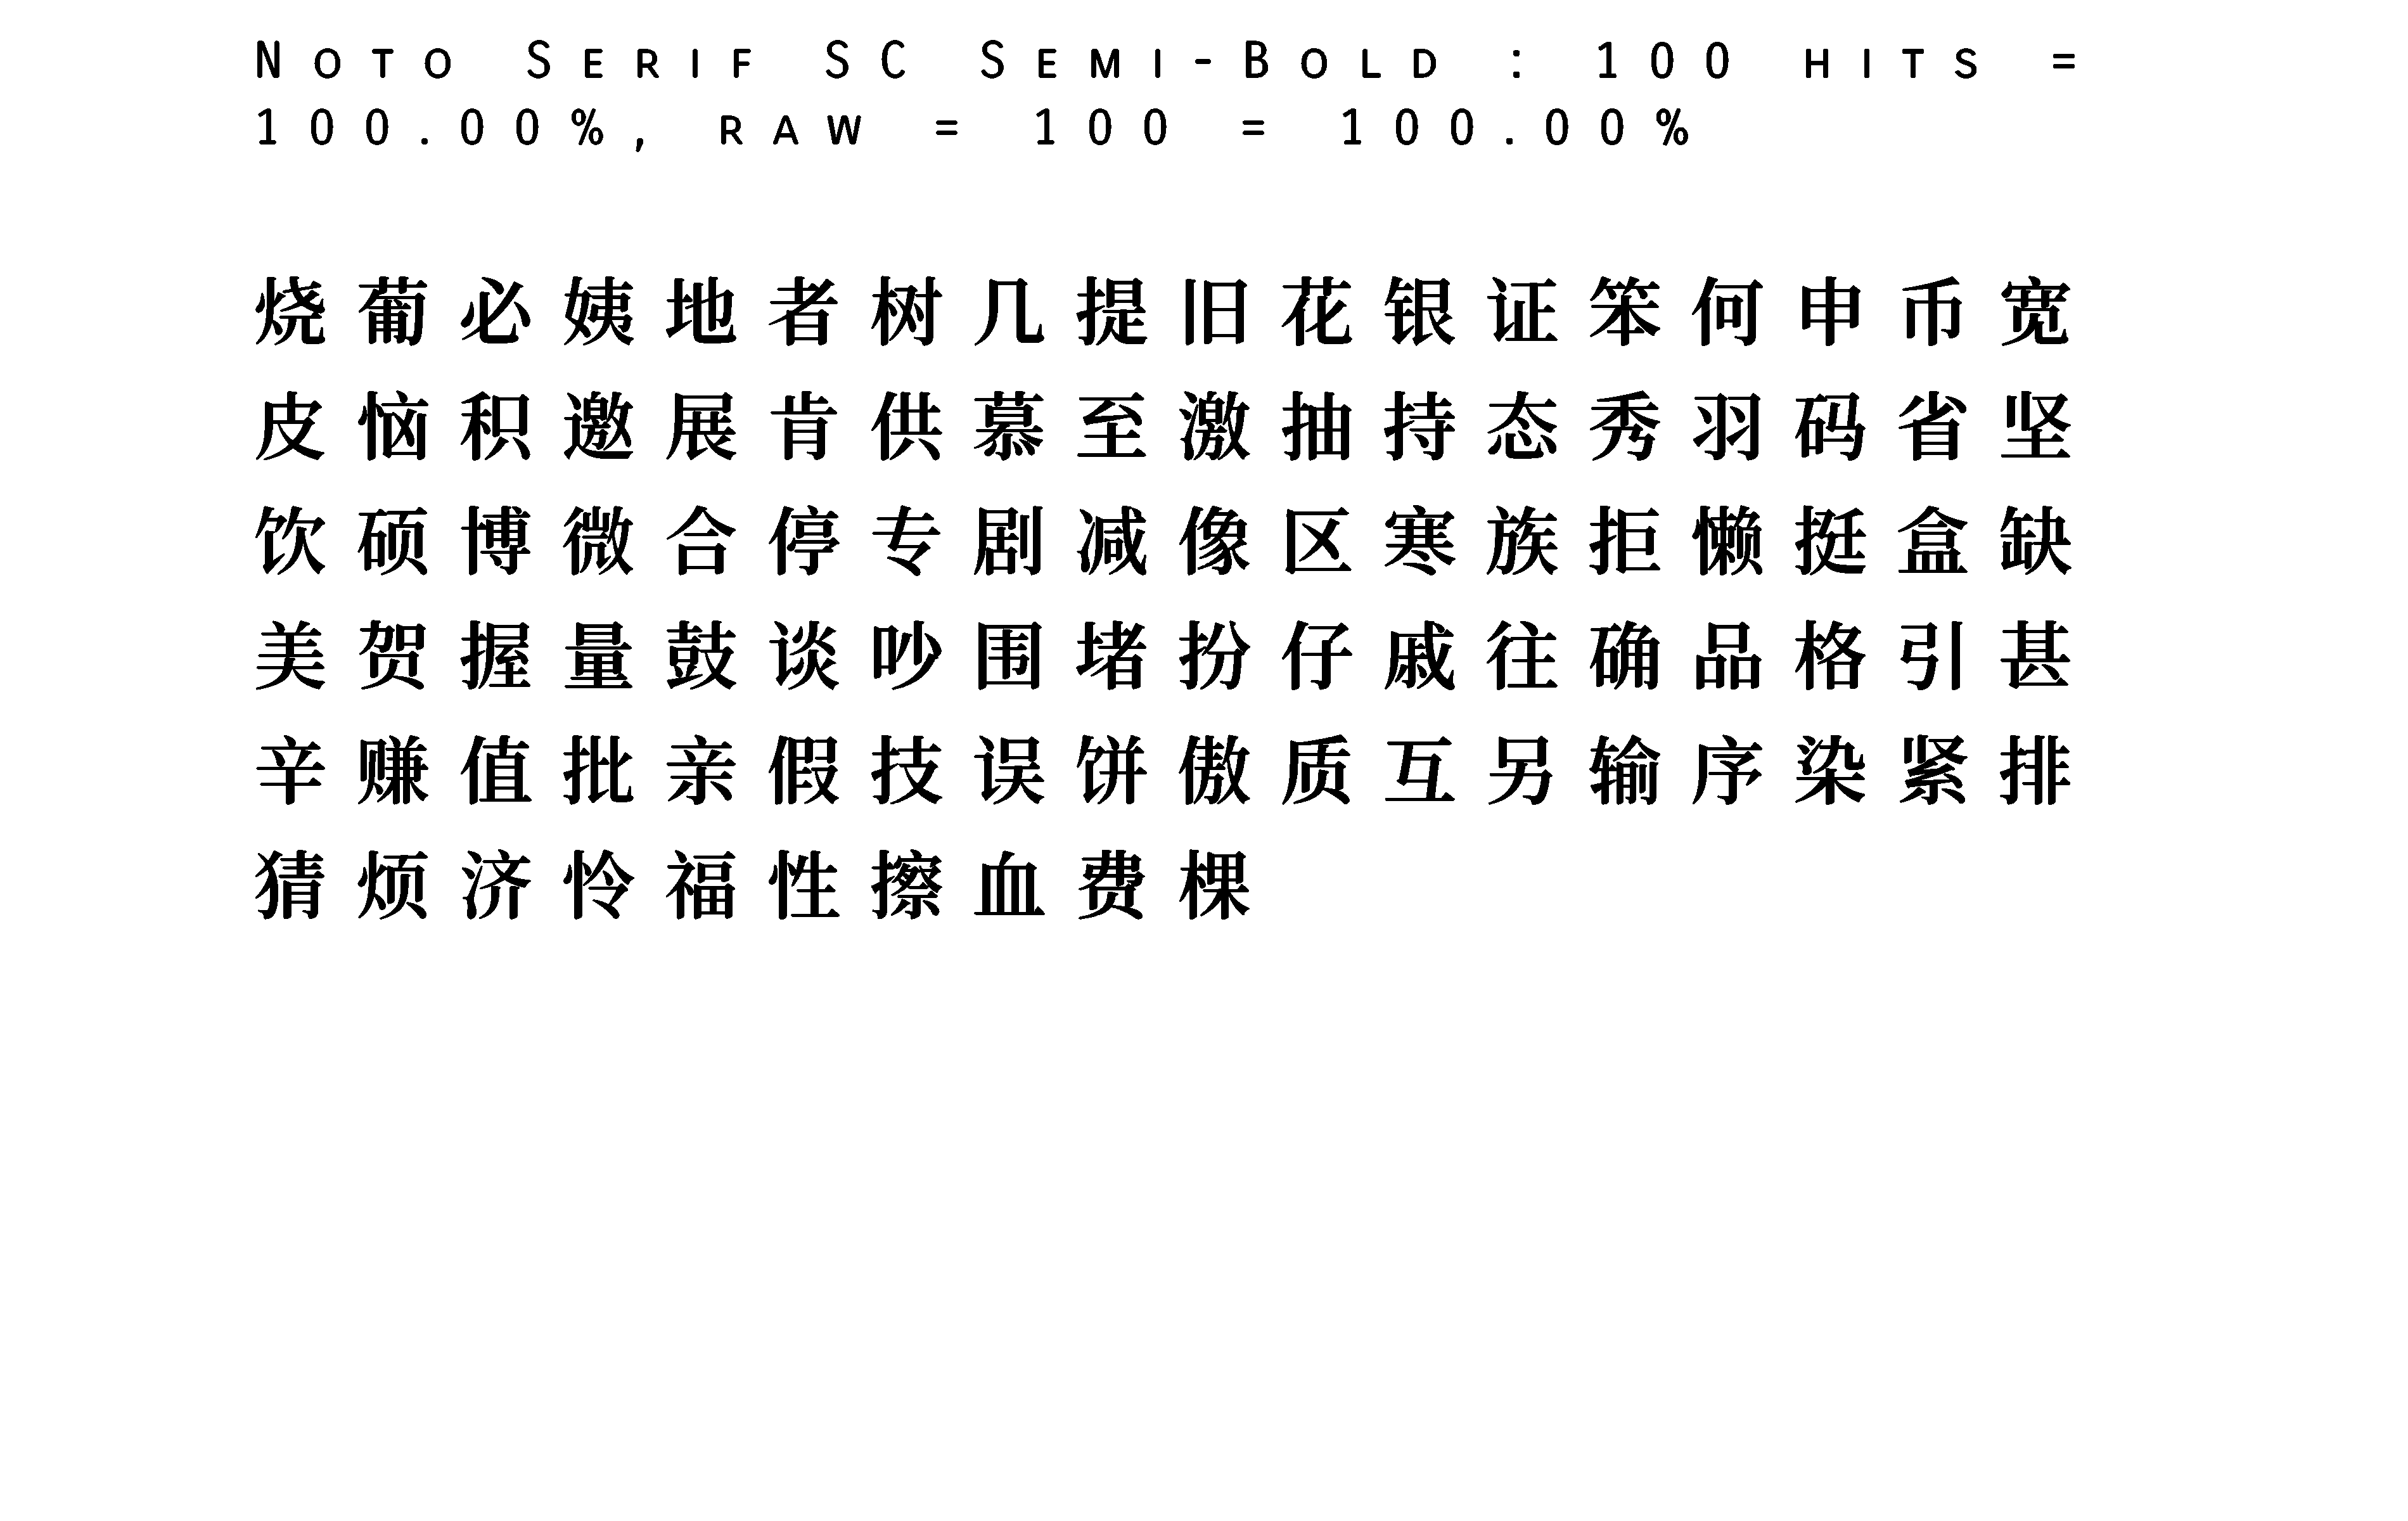 Noto Serif SC Semi-Bold : 100 hits =
100.00%, raw = 100 = 100.00%
烧葡必姨地者树几提旧花银证笨何申币宽
皮恼积邀展肯供慕至激抽持态秀羽码省坚
饮硕博微合停专剧减像区寒族拒懒挺盒缺
美贺握量鼓谈吵围堵扮仔戚往确品格引甚
辛赚值批亲假技误饼傲质互另输序染紧排
猜烦济怜福性擦血费棵